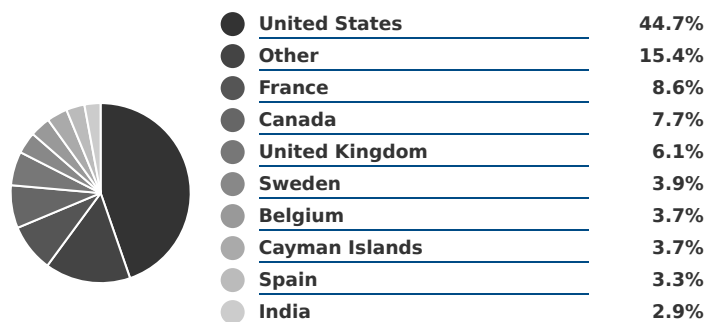 United States 44.7%
Other 15.4%
France 8.6%
Canada 7.7%
United Kingdom 6.1%
Sweden 3.9%
Belgium 3.7%
Cayman Islands 3.7%
Spain 3.3%
India 2.9%